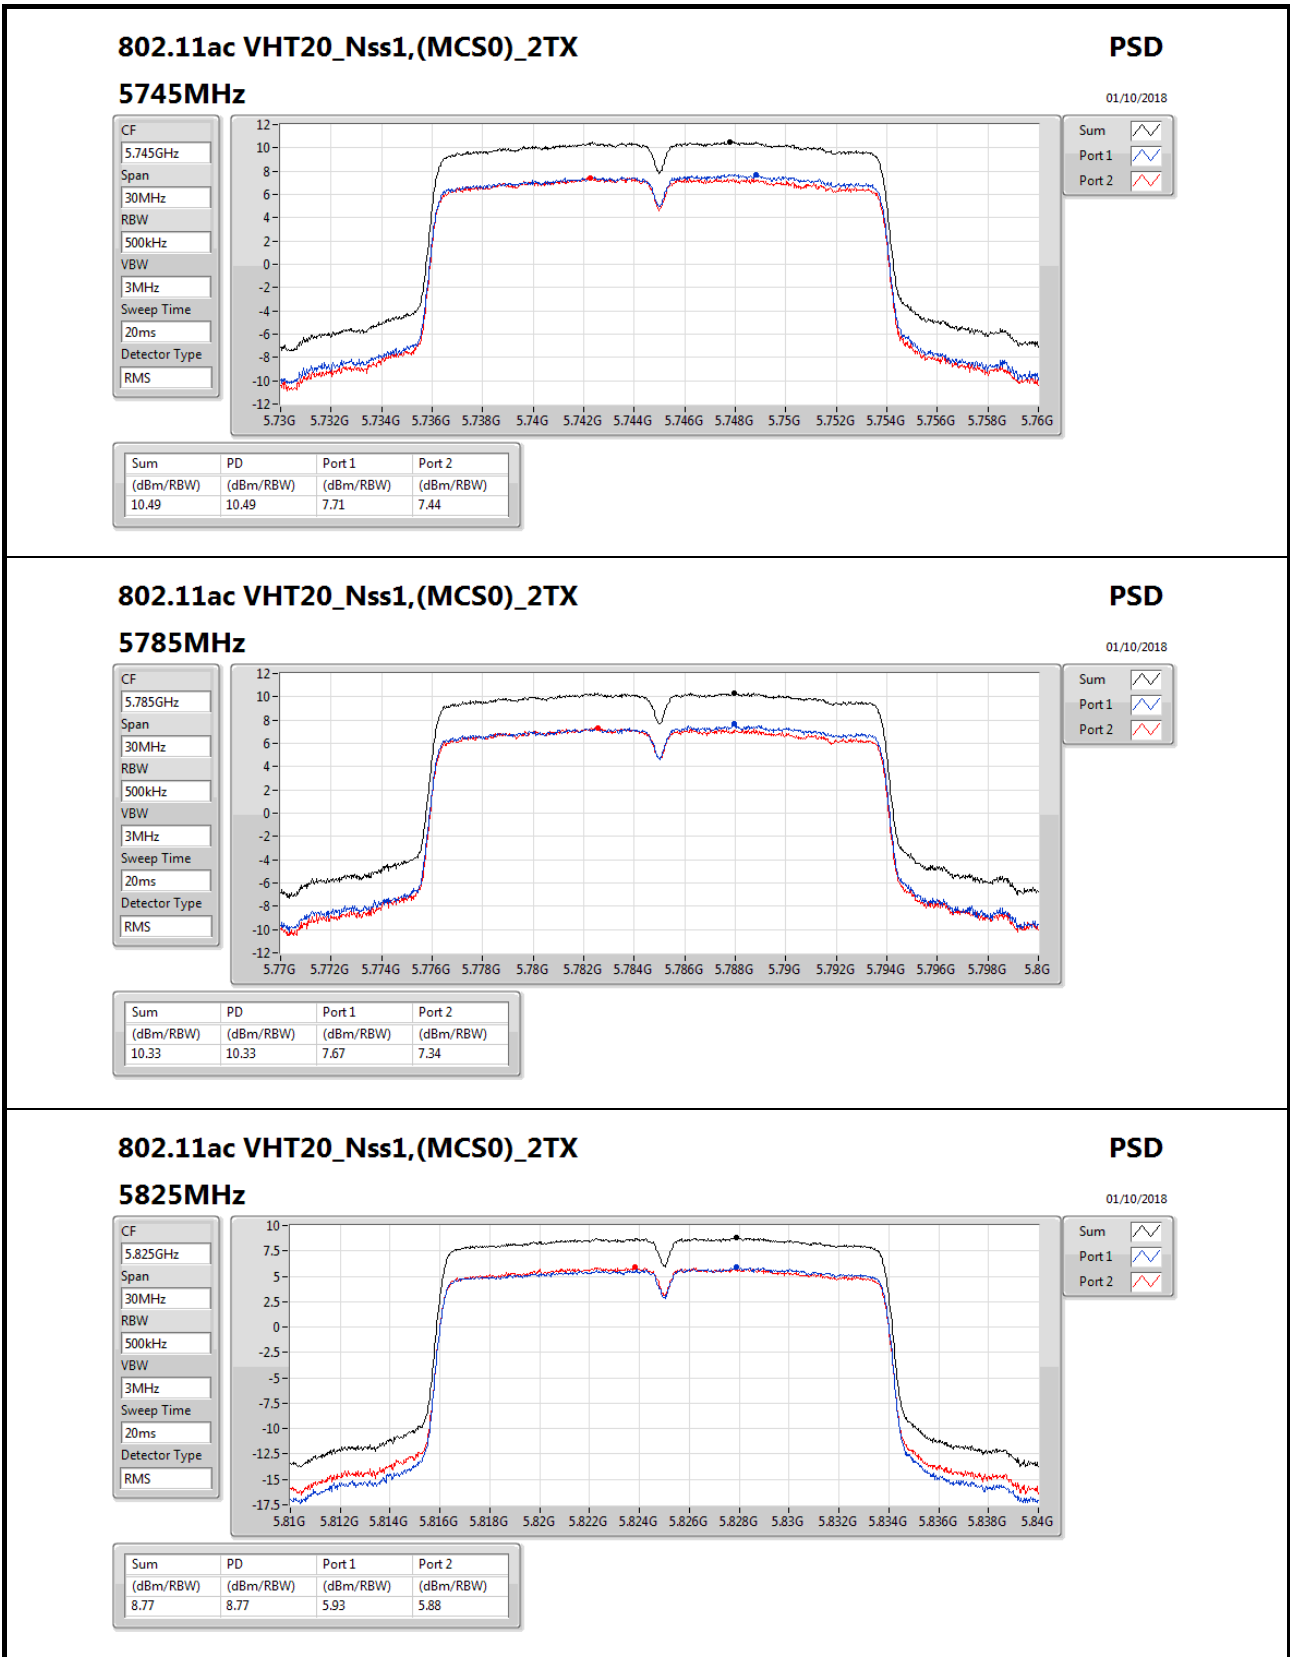 802.11ac VHT20_Nss1,(MCS0)_2TX PSD
5745MHz 01/10/2018
CF
5.745GHz
Span
30MHz
RBW
500kHz
VBW
3MHz
Sweep Time
20ms
Detector Type
RMS
12
10
8
6
4
2
0
-2
-4
-6
-8
-10
-12
5.73G 5.732G 5.734G 5.736G 5.738G 5.74G 5.742G 5.744G 5.746G 5.748G 5.75G 5.752G 5.754G 5.756G 5.758G 5.76G
Sum
Port 1
Port 2
Sum PD Port 1 Port 2
(dBm/RBW) (dBm/RBW) (dBm/RBW) (dBm/RBW)
10.49 10.49 7.71 7.44
802.11ac VHT20_Nss1,(MCS0)_2TX PSD
5785MHz 01/10/2018
CF
5.785GHz
Span
30MHz
RBW
500kHz
VBW
3MHz
Sweep Time
20ms
Detector Type
RMS
12
10
8
6
4
2
0
-2
-4
-6
-8
-10
-12
5.77G 5.772G 5.774G 5.776G 5.778G 5.78G 5.782G 5.784G 5.786G 5.788G 5.79G 5.792G 5.794G 5.796G 5.798G 5.8G
Sum
Port 1
Port 2
Sum PD Port 1 Port 2
(dBm/RBW) (dBm/RBW) (dBm/RBW) (dBm/RBW)
10.33 10.33 7.67 7.34
802.11ac VHT20_Nss1,(MCS0)_2TX PSD
5825MHz 01/10/2018
CF
5.825GHz
Span
30MHz
RBW
500kHz
VBW
3MHz
Sweep Time
20ms
Detector Type
RMS
10
7.5
5
2.5
0
-2.5
-5
-7.5
-10
-12.5
-15
-17.5
5.81G 5.812G 5.814G 5.816G 5.818G 5.82G 5.822G 5.824G 5.826G 5.828G 5.83G 5.832G 5.834G 5.836G 5.838G 5.84G
Sum
Port 1
Port 2
Sum PD Port 1 Port 2
(dBm/RBW) (dBm/RBW) (dBm/RBW) (dBm/RBW)
8.77 8.77 5.93 5.88